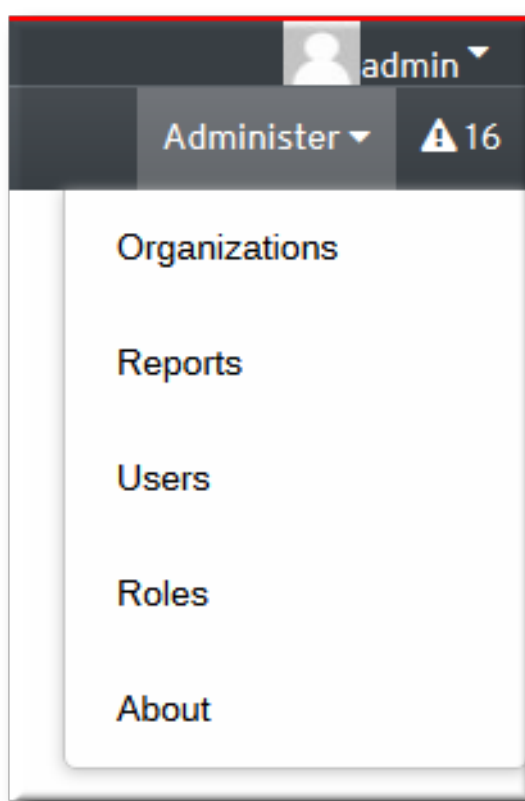 admin
Administer 16
Organizations
Reports
Users
Roles
About